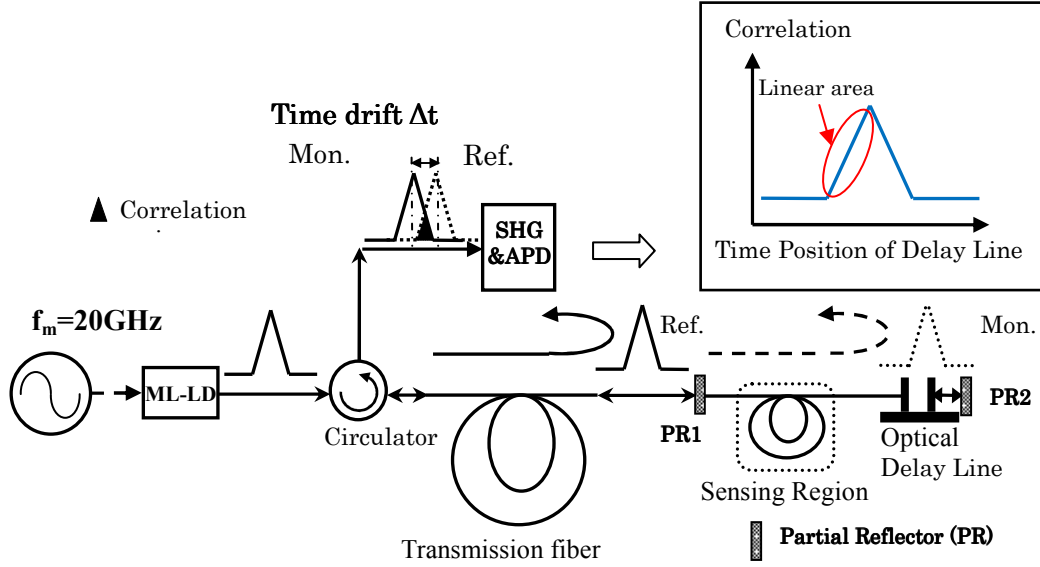 Correlation
Linear area
Time Position of Delay Line
Time drift Δt
Mon.
Ref.
Correlation
SHG
&APD
fm=20GHz
ML-LD
Circulator
Ref.
Mon.
PR1
PR2
Optical
Delay Line
Sensing Region
Transmission fiber
Partial Reflector (PR)